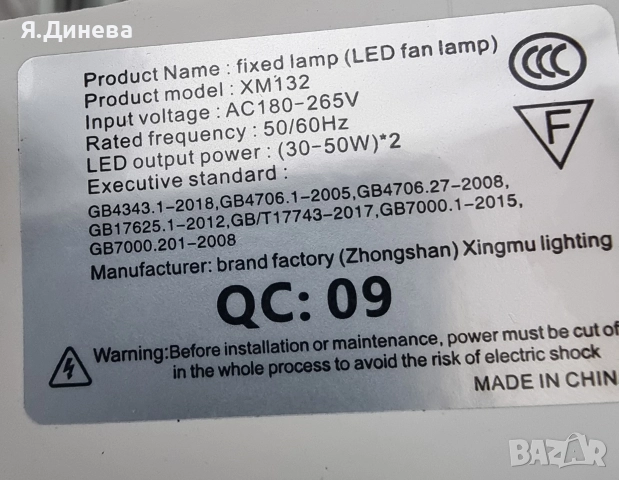 Я.Динева
Product Name : fixed lamp (LED fan lamp)
Product model : XM132
Input voltage : AC180-265V
Rated frequency : 50/60Hz
LED output power : (30-50W)*2
Executive standard :
GB4343.1-2018,GB4706.1-2005,GB4706.27-2008,
GB17625.1-2012,GB/T17743-2017,GB7000.1-2015,
GB7000.201-2008
Manufacturer: brand factory (Zhongshan) Xingmu lighting
QC: 09
Warning:Before installation or maintenance, power must be cut of
in the whole process to avoid the risk of electric shock
MADE IN CHIN
CCC
F
BAZAR